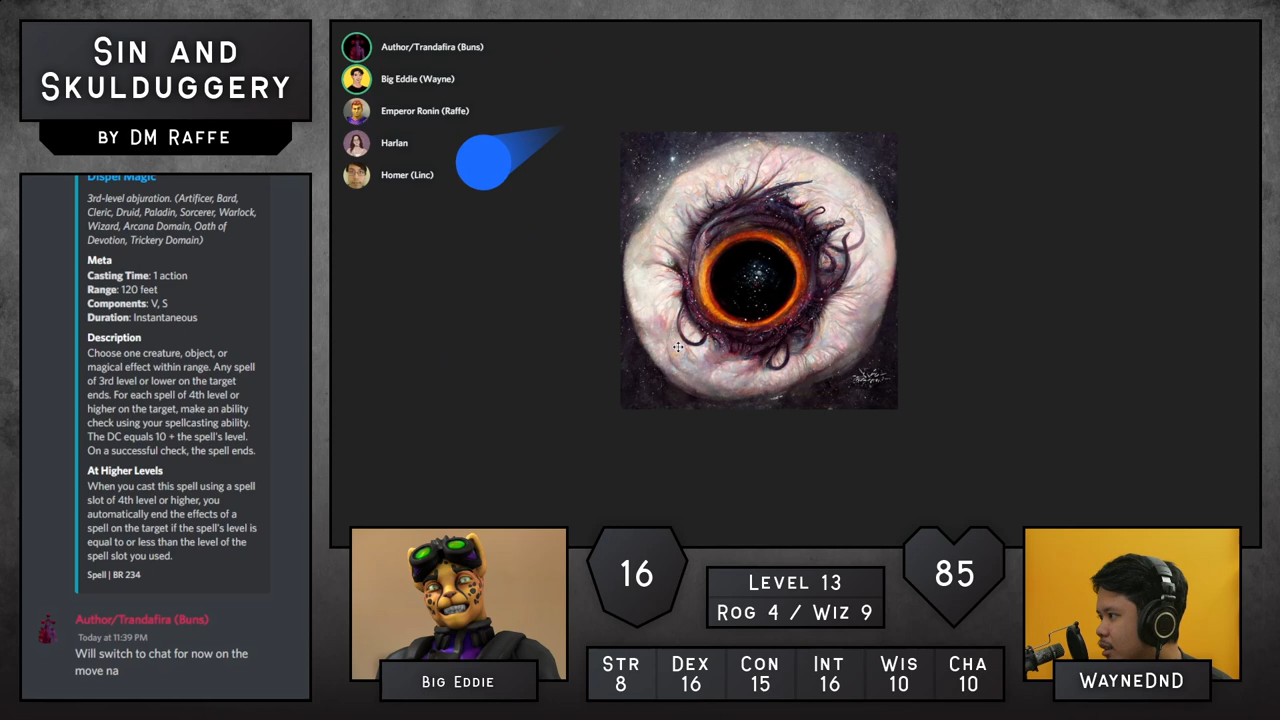 SIN AND
SKULDUGGERY
BY DM RAFFE
Dispel Magic
3rd-level abjuration. (Artificer, Bard,
Cleric, Druid, Paladin, Sorcerer, Warlock,
Wizard, Arcana Domain, Oath of
Devotion, Trickery Domain)
Meta
Casting Time: 1 action
Range: 120 feet
Components: V, S
Duration: Instantaneous
Description
Choose one creature, object, or
magical effect within range. Any spell
of 3rd level or lower on the target
ends. For each spell of 4th level or
higher on the target, make an ability
check using your spellcasting ability.
The DC equals 10 + the spell's level.
On a successful check, the spell ends.
At Higher Levels
When you cast this spell using a spell
slot of 4th level or higher, you
automatically end the effects of a
spell on the target if the spell's level is
equal to or less than the level of the
spell slot you used.
Spell | BR 234
Author/Trandafira (Buns)
Today at 11:39 PM
Will switch to chat for now on the
move na
Author/Trandafira (Buns)
Big Eddie (Wayne)
Emperor Ronin (Raffe)
Harlan
Homer (Linc)
BIG EDDIE
16
LEVEL 13
ROG 4 / WIZ 9
85
STR DEX CON INT WIS CHA
8 16 15 16 10 10
WAYNEDND